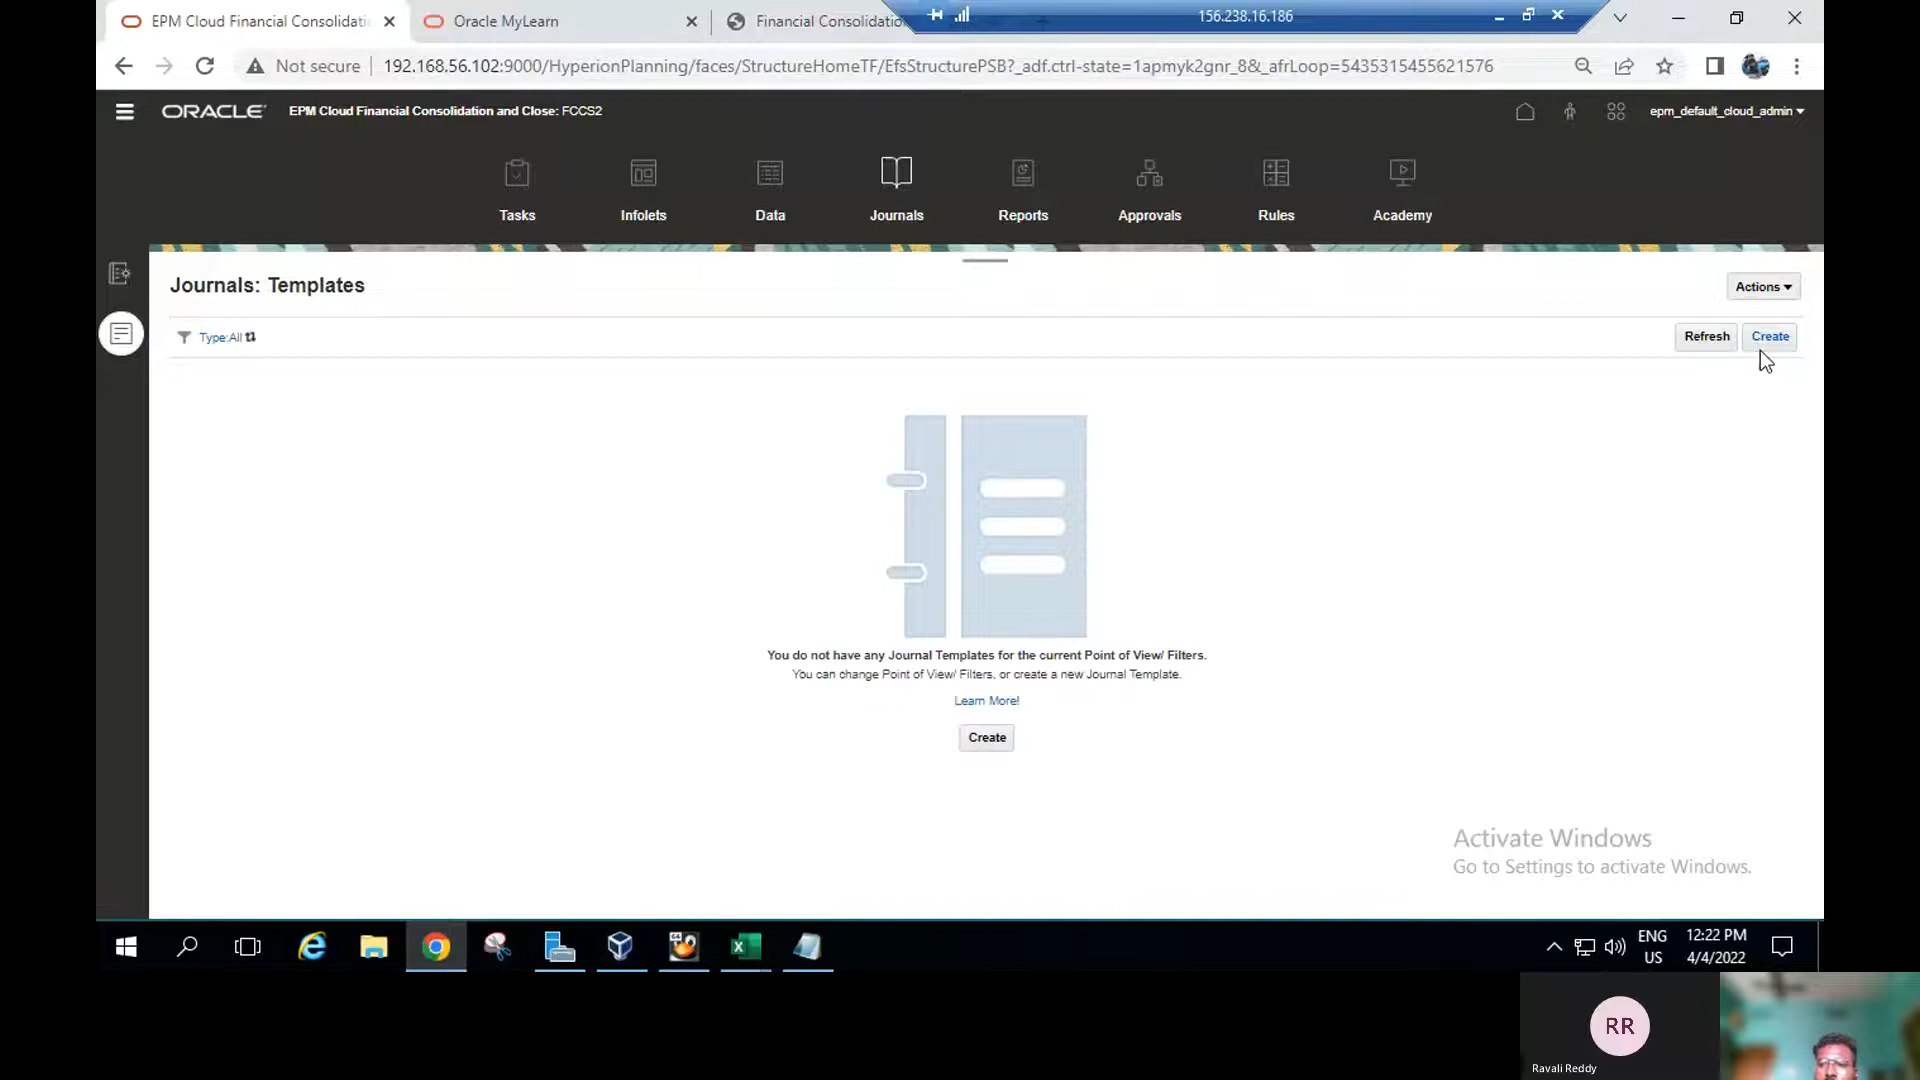 EPM Cloud Financial Consolidati
Oracle MyLearn
Financial Consolidation
156.238.16.186
Not secure
192.168.56.102:9000/HyperionPlanning/faces/StructureHomeTF/EfsStructurePSB?_adf.ctrl-state=1apmyk2gnr_8&_afrLoop=5435315455621576
ORACLE
EPM Cloud Financial Consolidation and Close: FCCS2
epm_default_cloud_admin
Tasks
Infolets
Data
Journals
Reports
Approvals
Rules
Academy
Journals: Templates
Actions
Type:All
Refresh
Create
You do not have any Journal Templates for the current Point of View/ Filters.
You can change Point of View/ Filters, or create a new Journal Template.
Learn More!
Create
Activate Windows
Go to Settings to activate Windows.
ENG
US
12:22 PM
4/4/2022
RR
Ravali Reddy